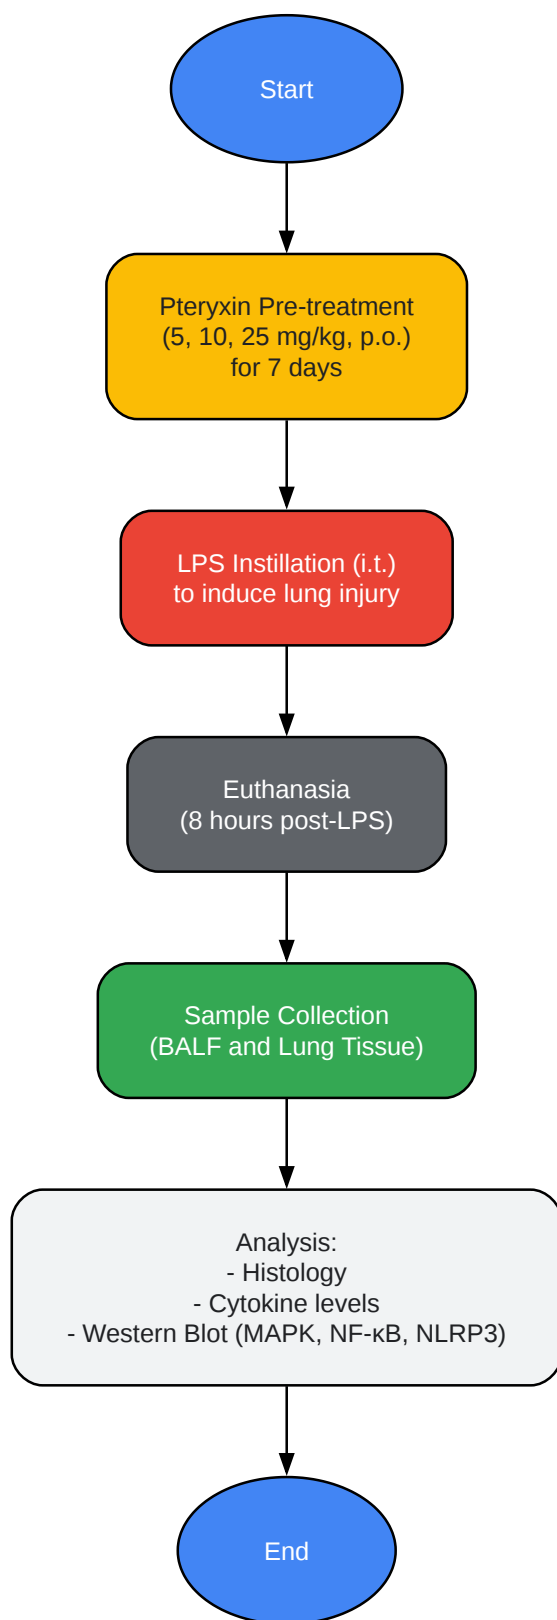 Start
Pteryxin Pre-treatment
(5, 10, 25 mg/kg, p.o.)
for 7 days
LPS Instillation (i.t.)
to induce lung injury
Euthanasia
(8 hours post-LPS)
Sample Collection
(BALF and Lung Tissue)
Analysis:
- Histology
- Cytokine levels
- Western Blot (MAPK, NF-κB, NLRP3)
End